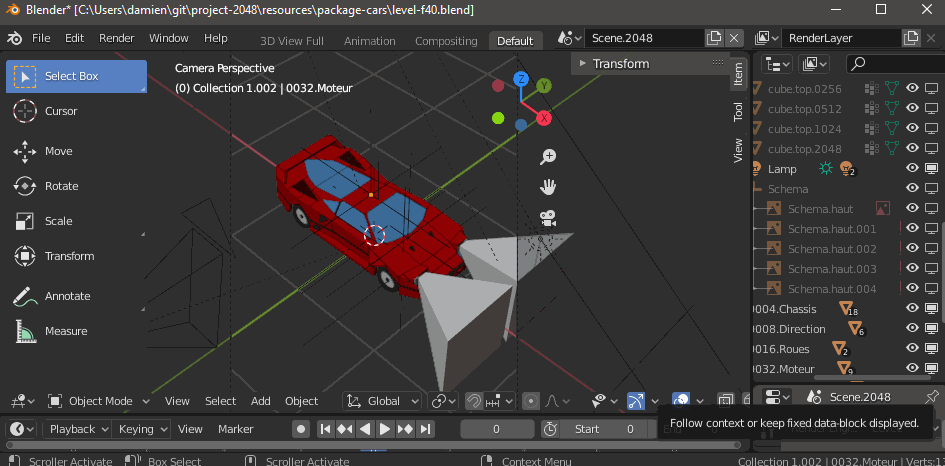 Blender* [C:\Users\damien\git\project-2048\resources\package-cars\level-f40.blend]
File Edit Render Window Help 3D View Full Animation Compositing Default Scene.2048 RenderLayer
Select Box
Cursor
Move
Rotate
Scale
Transform
Annotate
Measure
Camera Perspective
(0) Collection 1.002 | 0032.Moteur
Z
Y
X
Transform
Item
Tool
View
cube.top.0256
cube.top.0512
cube.top.1024
cube.top.2048
Lamp 2
Schema
Schema.haut
Schema.haut.001
Schema.haut.002
Schema.haut.003
Schema.haut.004
0004.Chassis 18
0008.Direction 6
0016.Roues 2
0032.Moteur 9
Object Mode View Select Add Object Global
Scene.2048
Follow context or keep fixed data-block displayed.
Playback Keying View Marker 0 Start 0
Scroller Activate Box Select Scroller Activate Context Menu Collection 1.002 | 0032.Moteur | Verts:1